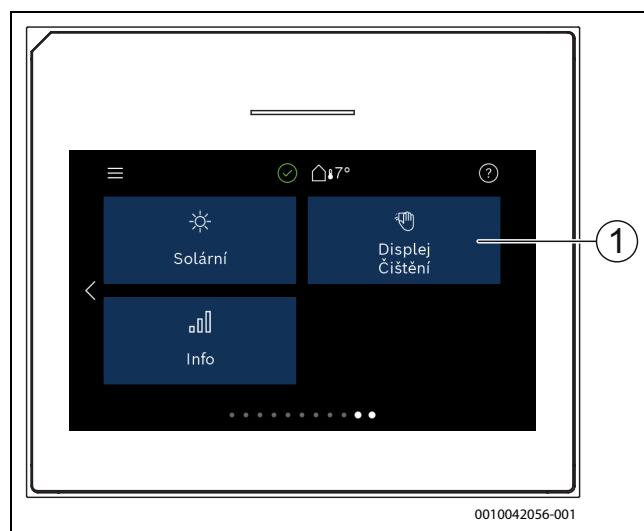 7°
?
Solární
Displej
Čištění
1
Info
0010042056-001